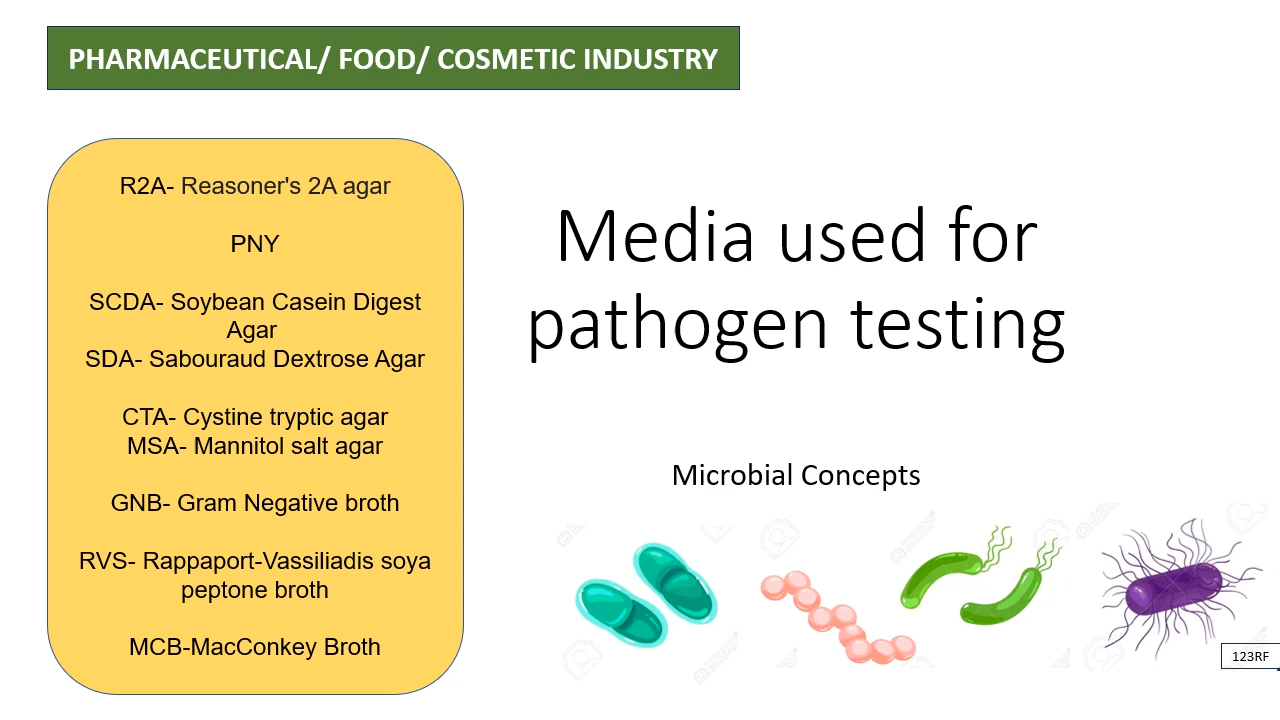 PHARMACEUTICAL/ FOOD/ COSMETIC INDUSTRY
R2A- Reasoner's 2A agar
PNY
SCDA- Soybean Casein Digest
Agar
SDA- Sabouraud Dextrose Agar
CTA- Cystine tryptic agar
MSA- Mannitol salt agar
GNB- Gram Negative broth
RVS- Rappaport-Vassiliadis soya
peptone broth
MCB-MacConkey Broth
Media used for
pathogen testing
Microbial Concepts
123RF